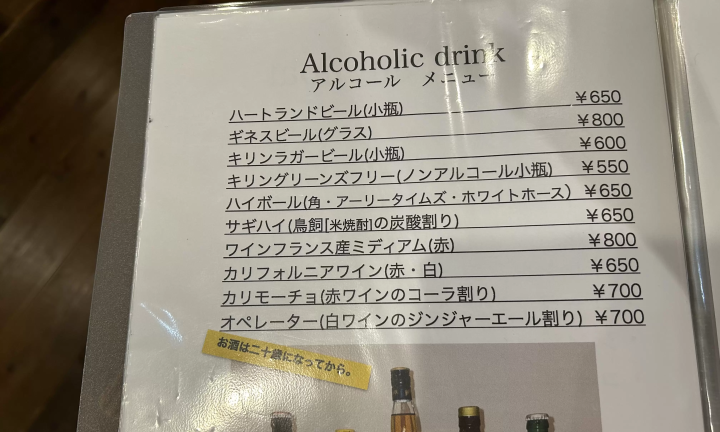 Alcoholic drink
アルコール　メニュー
ハートランドビール(小瓶) ￥650
ギネスビール(グラス) ￥800
キリンラガービール(小瓶) ￥600
キリングリーンズフリー(ノンアルコール小瓶) ￥550
ハイボール(角・アーリータイムズ・ホワイトホース) ￥650
サギハイ(鳥飼[米焼酎]の炭酸割り) ￥650
ワインフランス産ミディアム(赤) ￥800
カリフォルニアワイン(赤・白) ￥650
カリモーチョ(赤ワインのコーラ割り) ￥700
オペレーター(白ワインのジンジャーエール割り) ￥700
お酒は二十歳になってから。